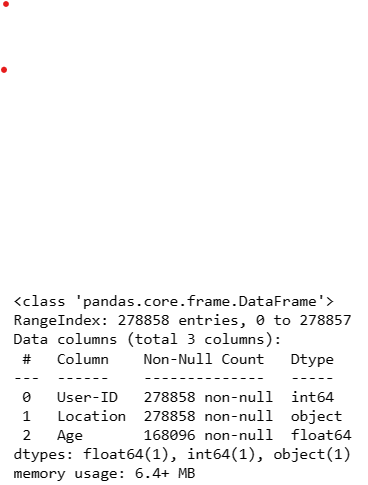 <class 'pandas.core.frame.DataFrame'>
RangeIndex: 278858 entries, 0 to 278857
Data columns (total 3 columns):
 #   Column    Non-Null Count   Dtype
---  ------    --------------   -----
 0   User-ID   278858 non-null  int64
 1   Location  278858 non-null  object
 2   Age       168096 non-null  float64
dtypes: float64(1), int64(1), object(1)
memory usage: 6.4+ MB